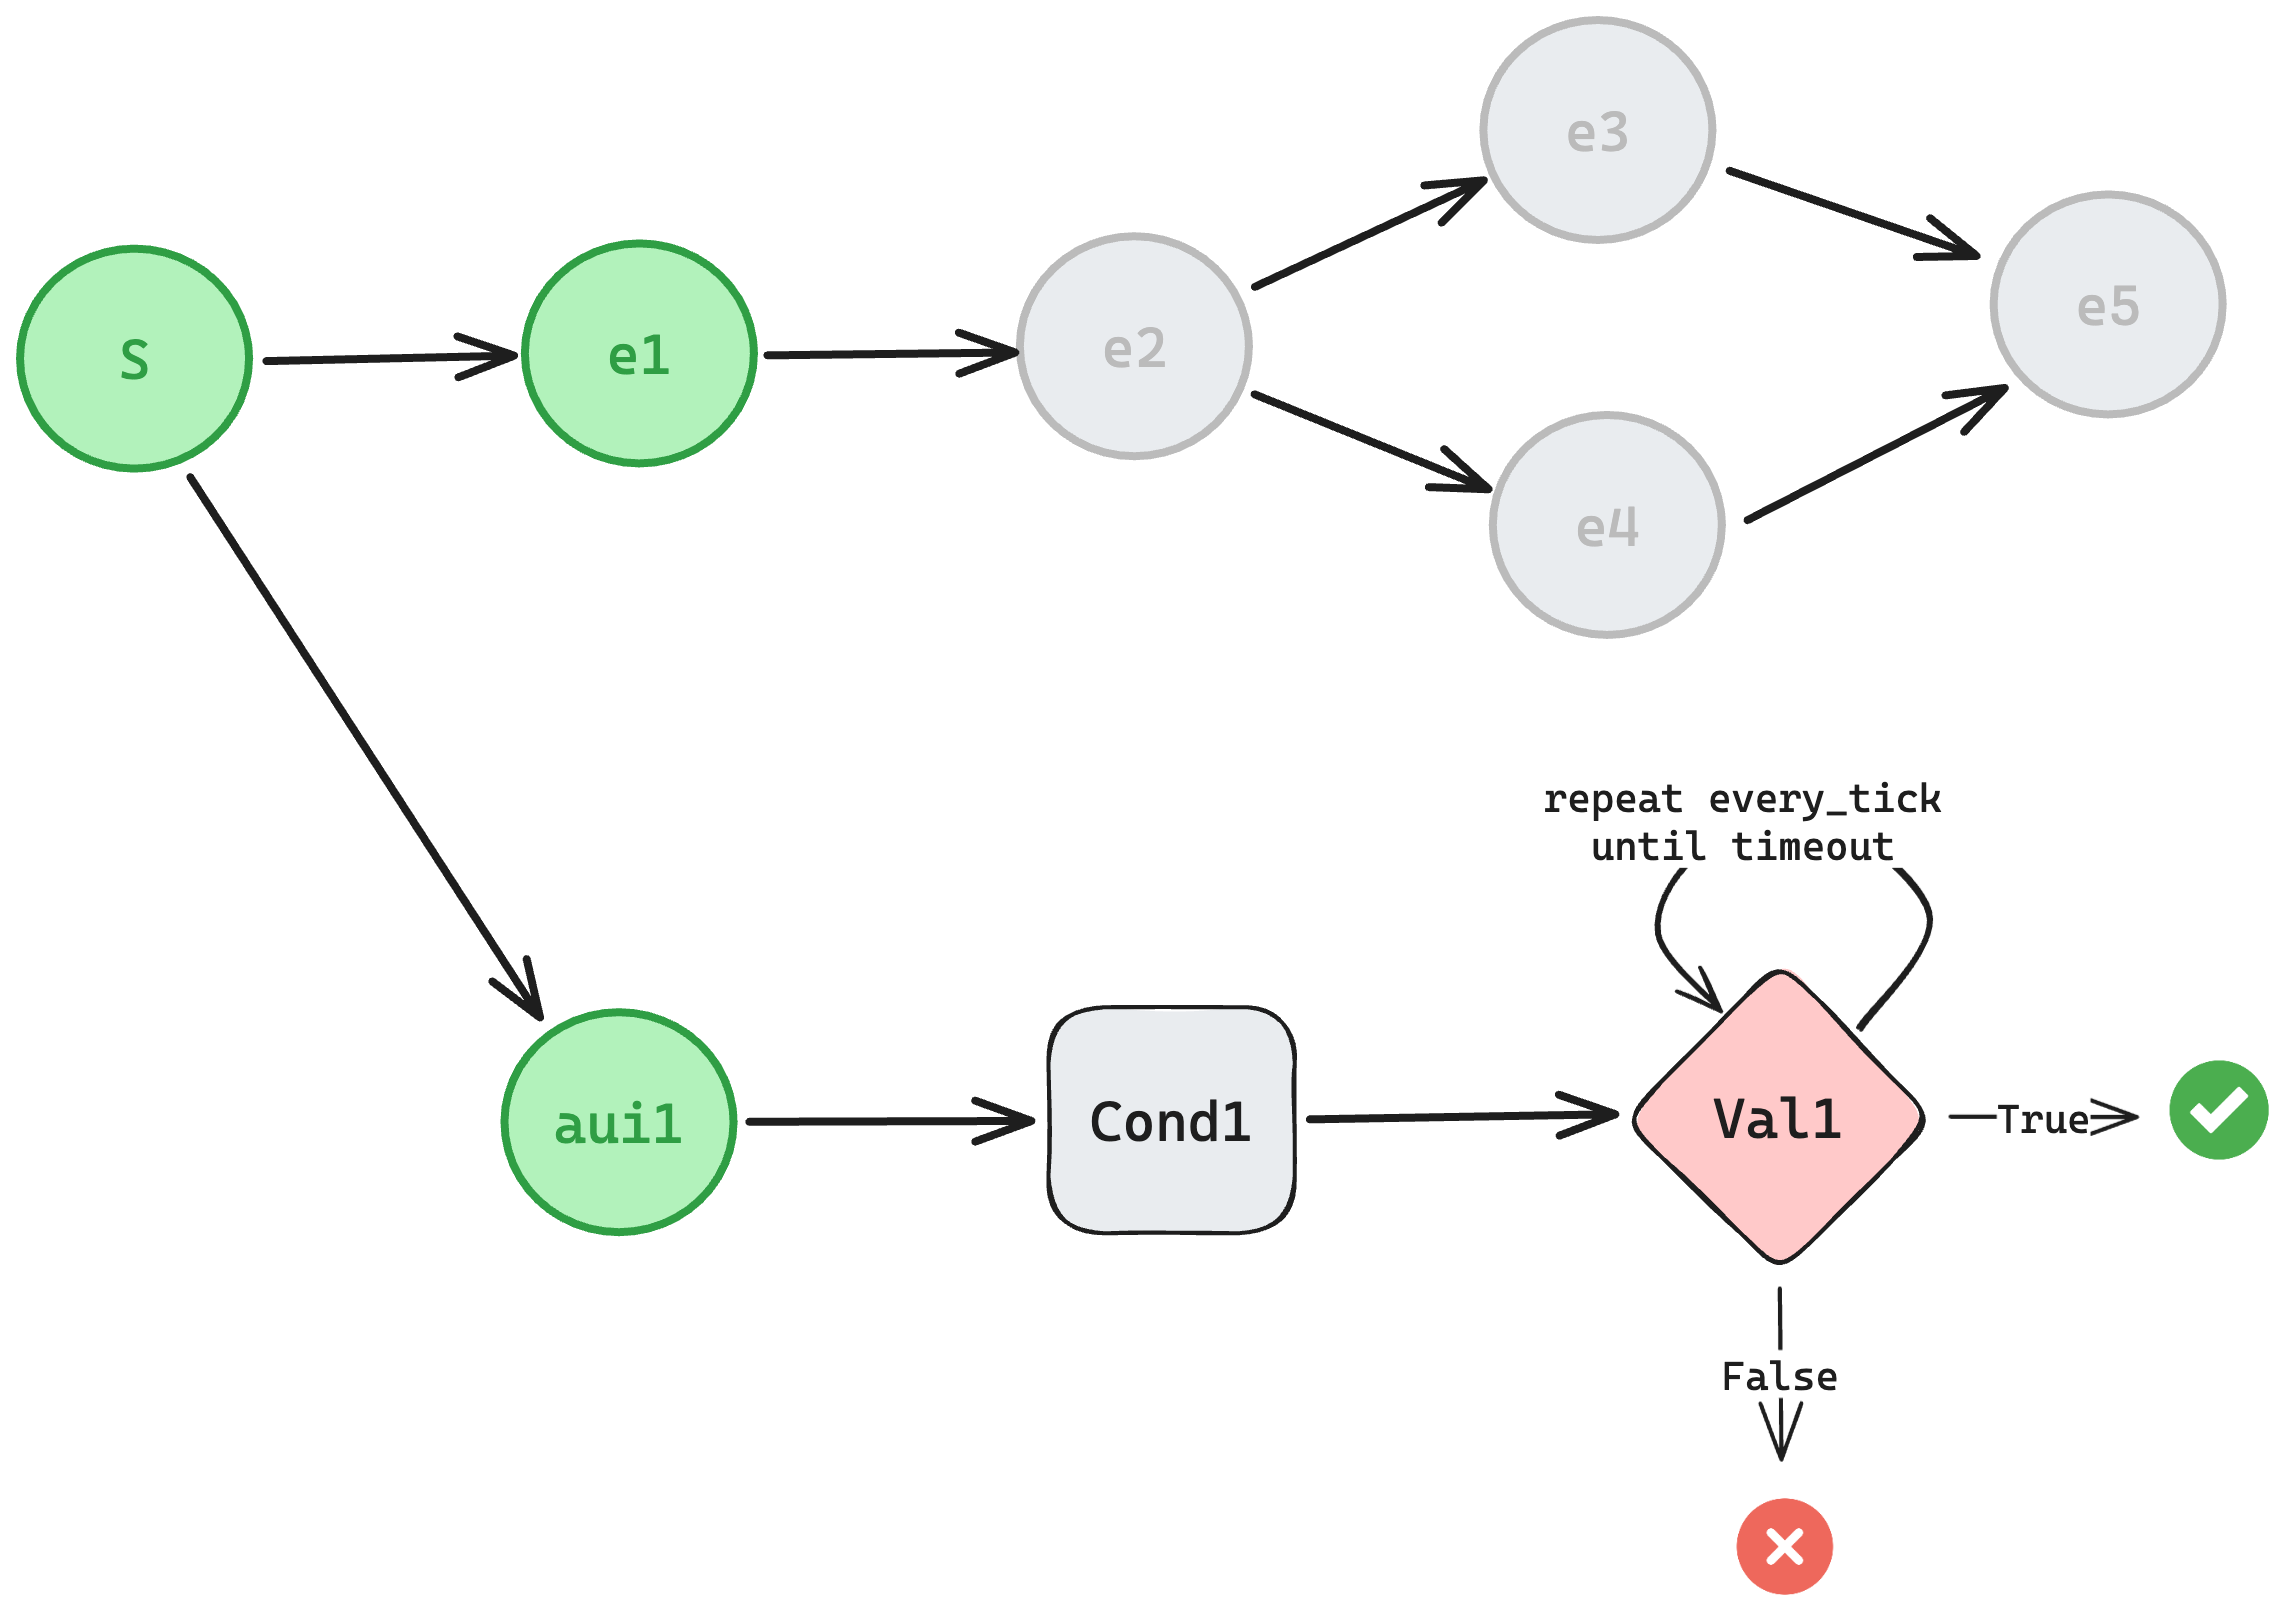 e3
e5
S
e1
e2
e4
repeat every_tick
until timeout
aui1
Cond1
Val1
True
False